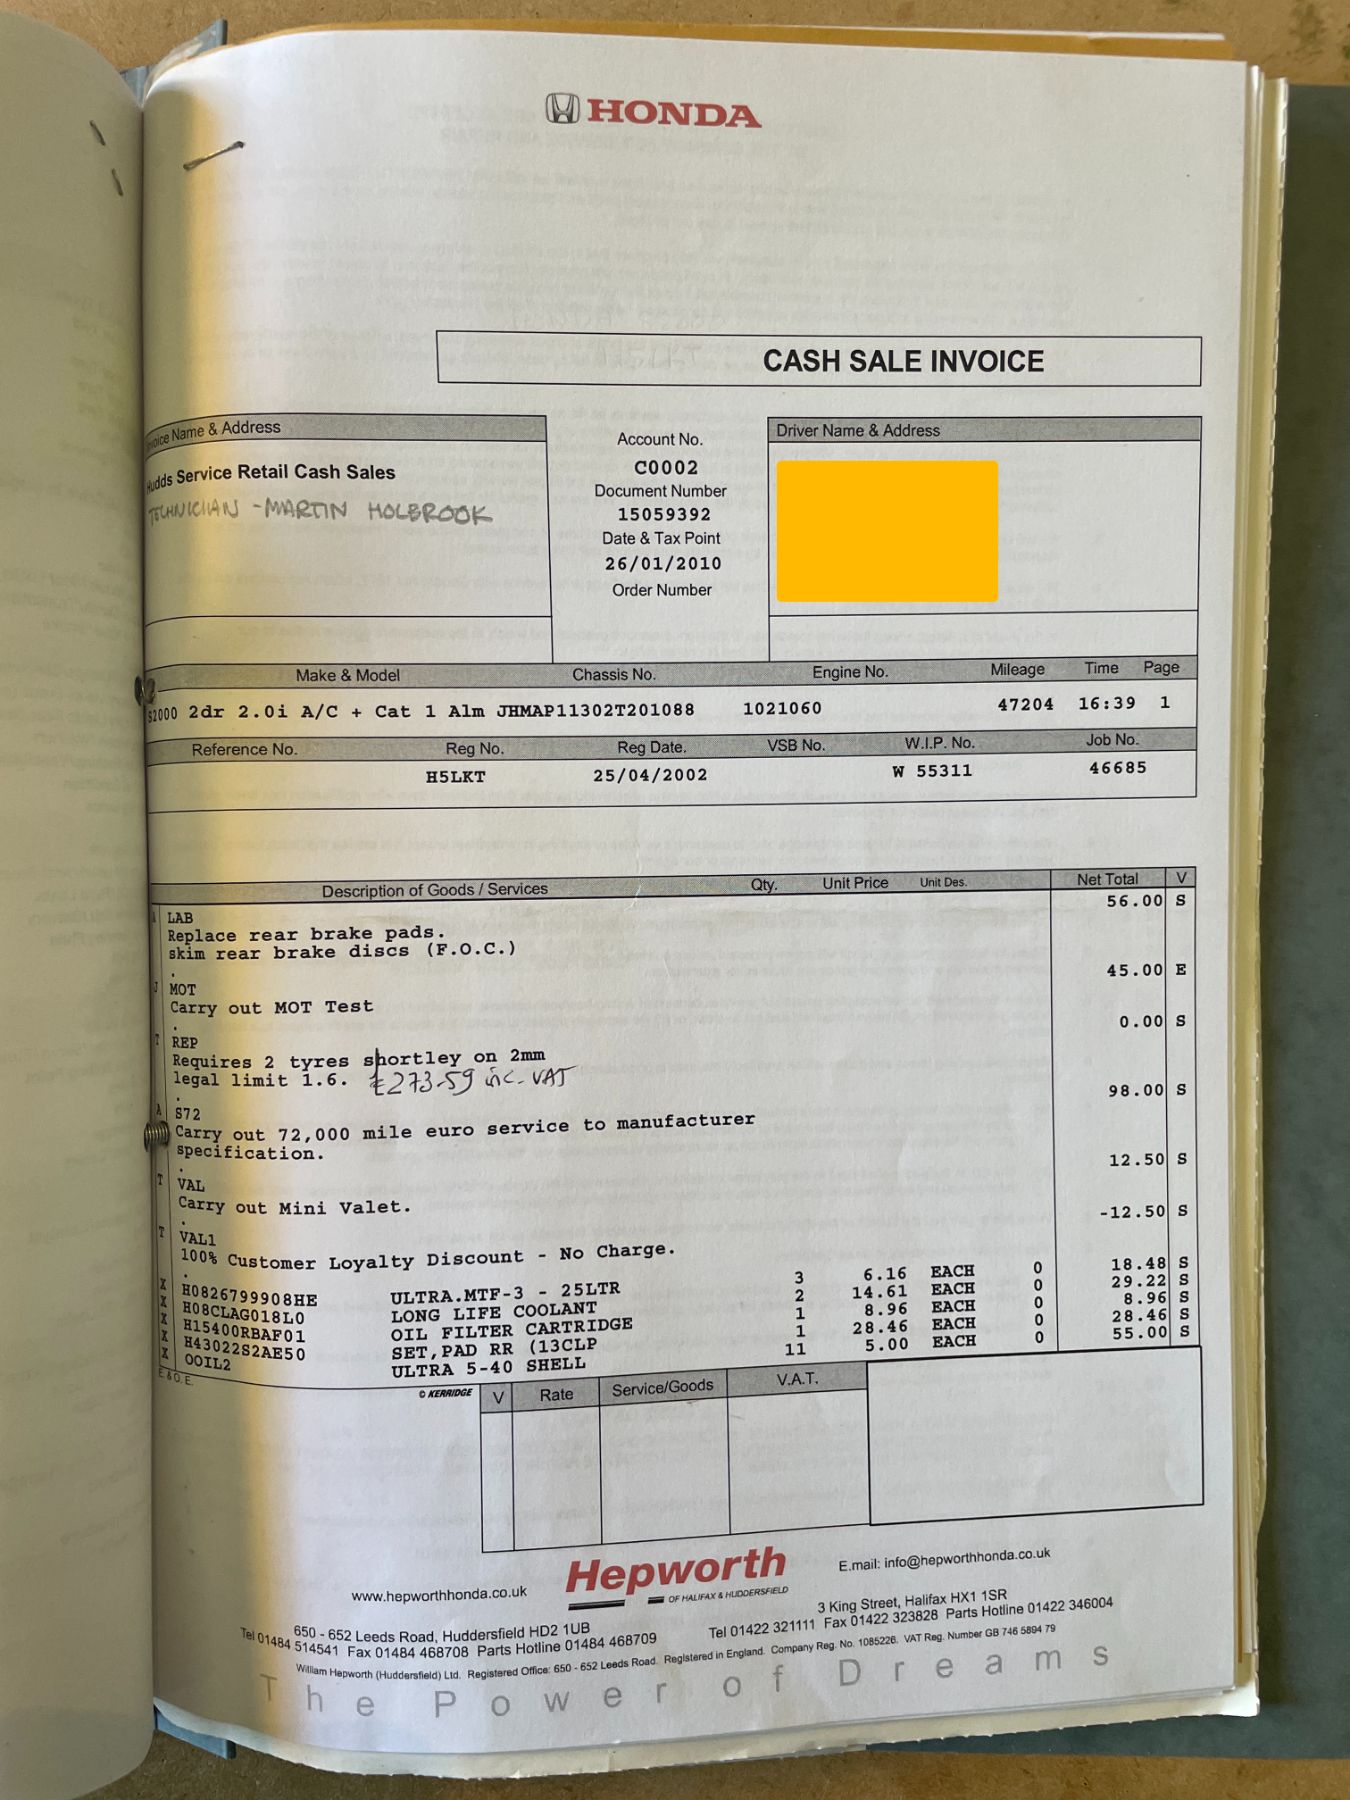 HONDA
CASH SALE INVOICE
Invoice Name & Address
Hudds Service Retail Cash Sales
TECHNICIAN - MARTIN HOLBROOK
Account No.
C0002
Document Number
15059392
Date & Tax Point
26/01/2010
Order Number
Driver Name & Address
Make & Model Chassis No. Engine No. Mileage Time Page
S2000 2dr 2.0i A/C + Cat 1 Alm JHMAP11302T201088 1021060 47204 16:39 1
Reference No. Reg No. Reg Date. VSB No. W.I.P. No. Job No.
H5LKT 25/04/2002 W 55311 46685
Description of Goods / Services Qty. Unit Price Unit Des. Net Total V
LAB 56.00 S
Replace rear brake pads.
skim rear brake discs (F.O.C.)
.
J MOT 45.00 E
Carry out MOT Test
.
T REP 0.00 S
Requires 2 tyres shortley on 2mm
legal limit 1.6. £273.59 inc. VAT
.
A S72 98.00 S
Carry out 72,000 mile euro service to manufacturer
specification.
.
T VAL 12.50 S
Carry out Mini Valet.
.
T VAL1 -12.50 S
100% Customer Loyalty Discount - No Charge.
.
X H0826799908HE ULTRA.MTF-3 - 25LTR 3 6.16 EACH 0 18.48 S
X H08CLAG018L0 LONG LIFE COOLANT 2 14.61 EACH 0 29.22 S
X H15400RBAF01 OIL FILTER CARTRIDGE 1 8.96 EACH 0 8.96 S
X H43022S2AE50 SET,PAD RR (13CLP 1 28.46 EACH 0 28.46 S
X OOIL2 ULTRA 5-40 SHELL 11 5.00 EACH 0 55.00 S
E.&O.E.
© KERRIDGE
V Rate Service/Goods V.A.T.
www.hepworthhonda.co.uk
Hepworth
OF HALIFAX & HUDDERSFIELD
E.mail: info@hepworthhonda.co.uk
650 - 652 Leeds Road, Huddersfield HD2 1UB
Tel 01484 514541 Fax 01484 468708 Parts Hotline 01484 468709
3 King Street, Halifax HX1 1SR
Tel 01422 321111 Fax 01422 323828 Parts Hotline 01422 346004
William Hepworth (Huddersfield) Ltd. Registered Office: 650 - 652 Leeds Road. Registered in England. Company Reg. No. 1085226. VAT Reg. Number GB 746 5894 79
The Power of Dreams